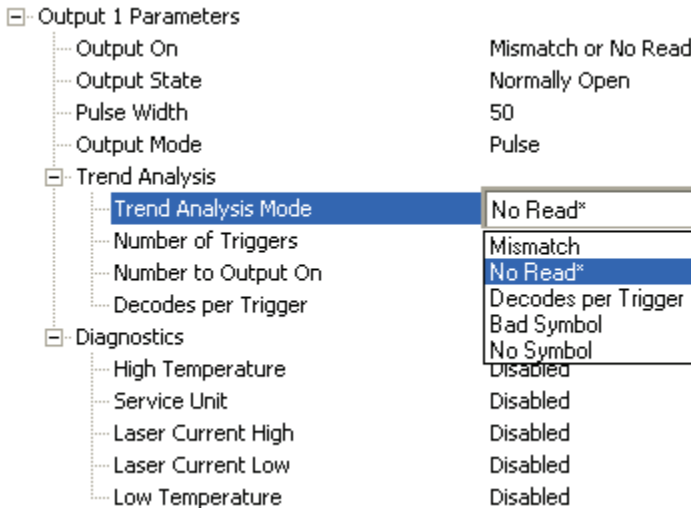 Output 1 Parameters
Output On Mismatch or No Read
Output State Normally Open
Pulse Width 50
Output Mode Pulse
Trend Analysis
Trend Analysis Mode No Read*
Number of Triggers Mismatch
Number to Output On No Read*
Decodes per Trigger Decodes per Trigger
Bad Symbol
Diagnostics No Symbol
High Temperature Disabled
Service Unit Disabled
Laser Current High Disabled
Laser Current Low Disabled
Low Temperature Disabled